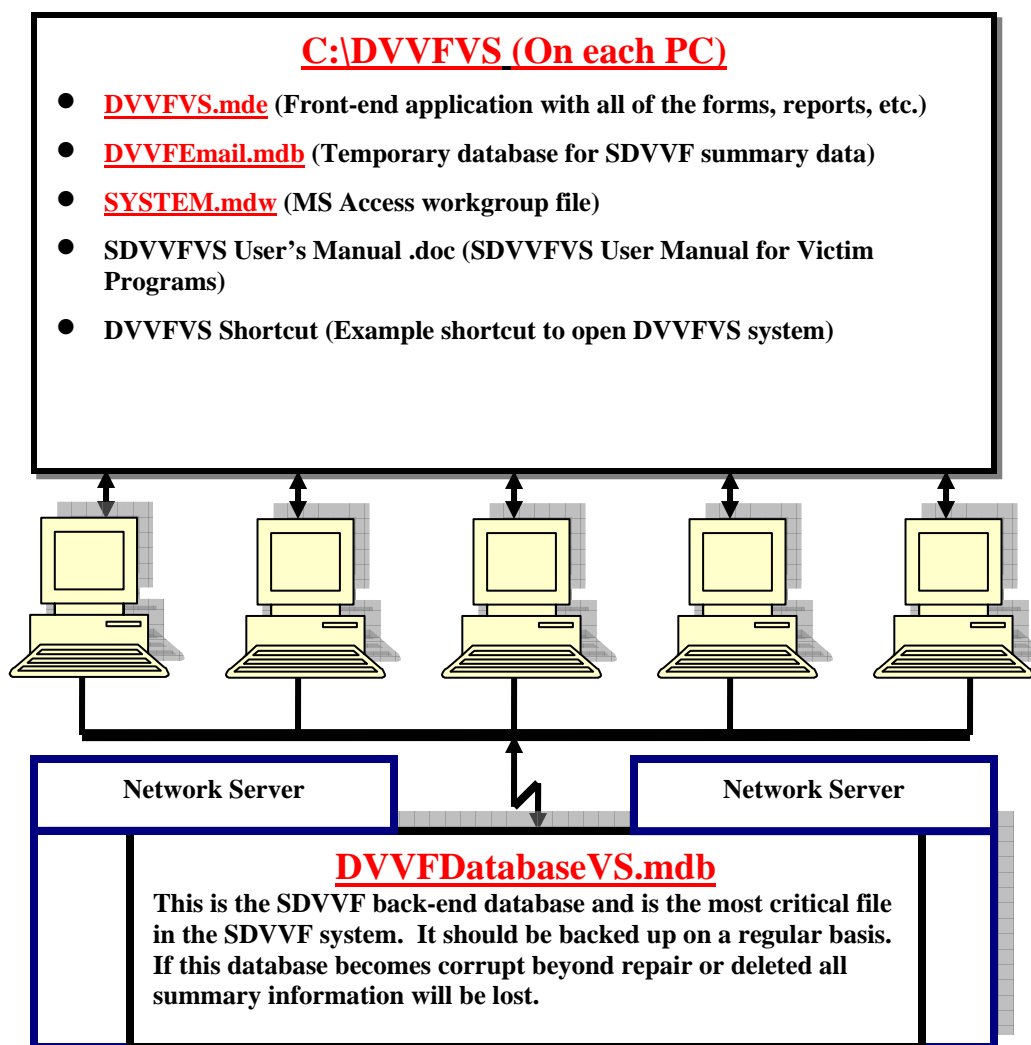 C:\DVVFVS (On each PC)
● DVVFVS.mde (Front-end application with all of the forms, reports, etc.)
● DVVFEmail.mdb (Temporary database for SDVVF summary data)
● SYSTEM.mdw (MS Access workgroup file)
● SDVVFVS User’s Manual .doc (SDVVFVS User Manual for Victim
Programs)
● DVVFVS Shortcut (Example shortcut to open DVVFVS system)
Network Server
Network Server
DVVFDatabaseVS.mdb
This is the SDVVF back-end database and is the most critical file
in the SDVVF system. It should be backed up on a regular basis.
If this database becomes corrupt beyond repair or deleted all
summary information will be lost.